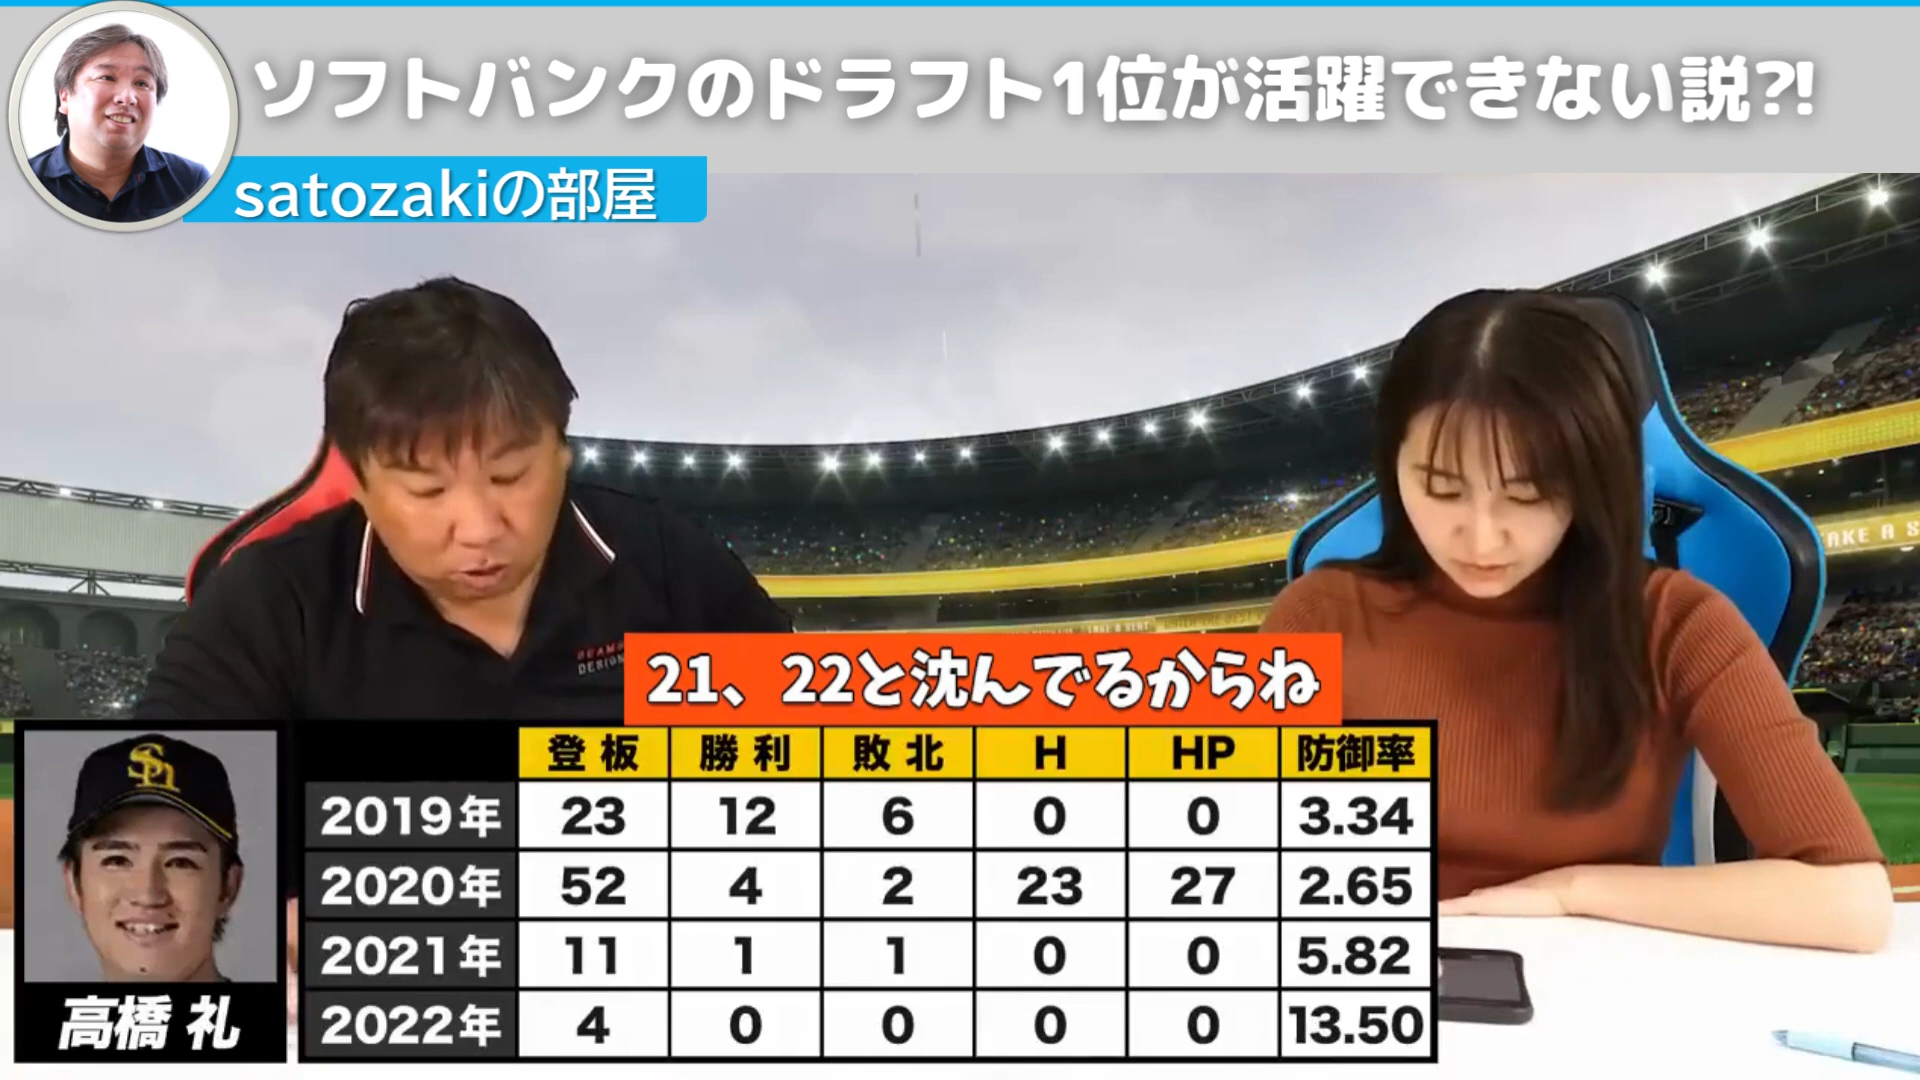 ソフトバンクのドラフト1位が活躍できない説?!
satozakiの部屋
AKE A S
TAKE A SEAT
DESIGN
21、22と沈んでるからね
登板 勝利 敗北 H HP 防御率
2019年 23 12 6 0 0 3.34
2020年 52 4 2 23 27 2.65
2021年 11 1 1 0 0 5.82
2022年 4 0 0 0 0 13.50
高橋 礼